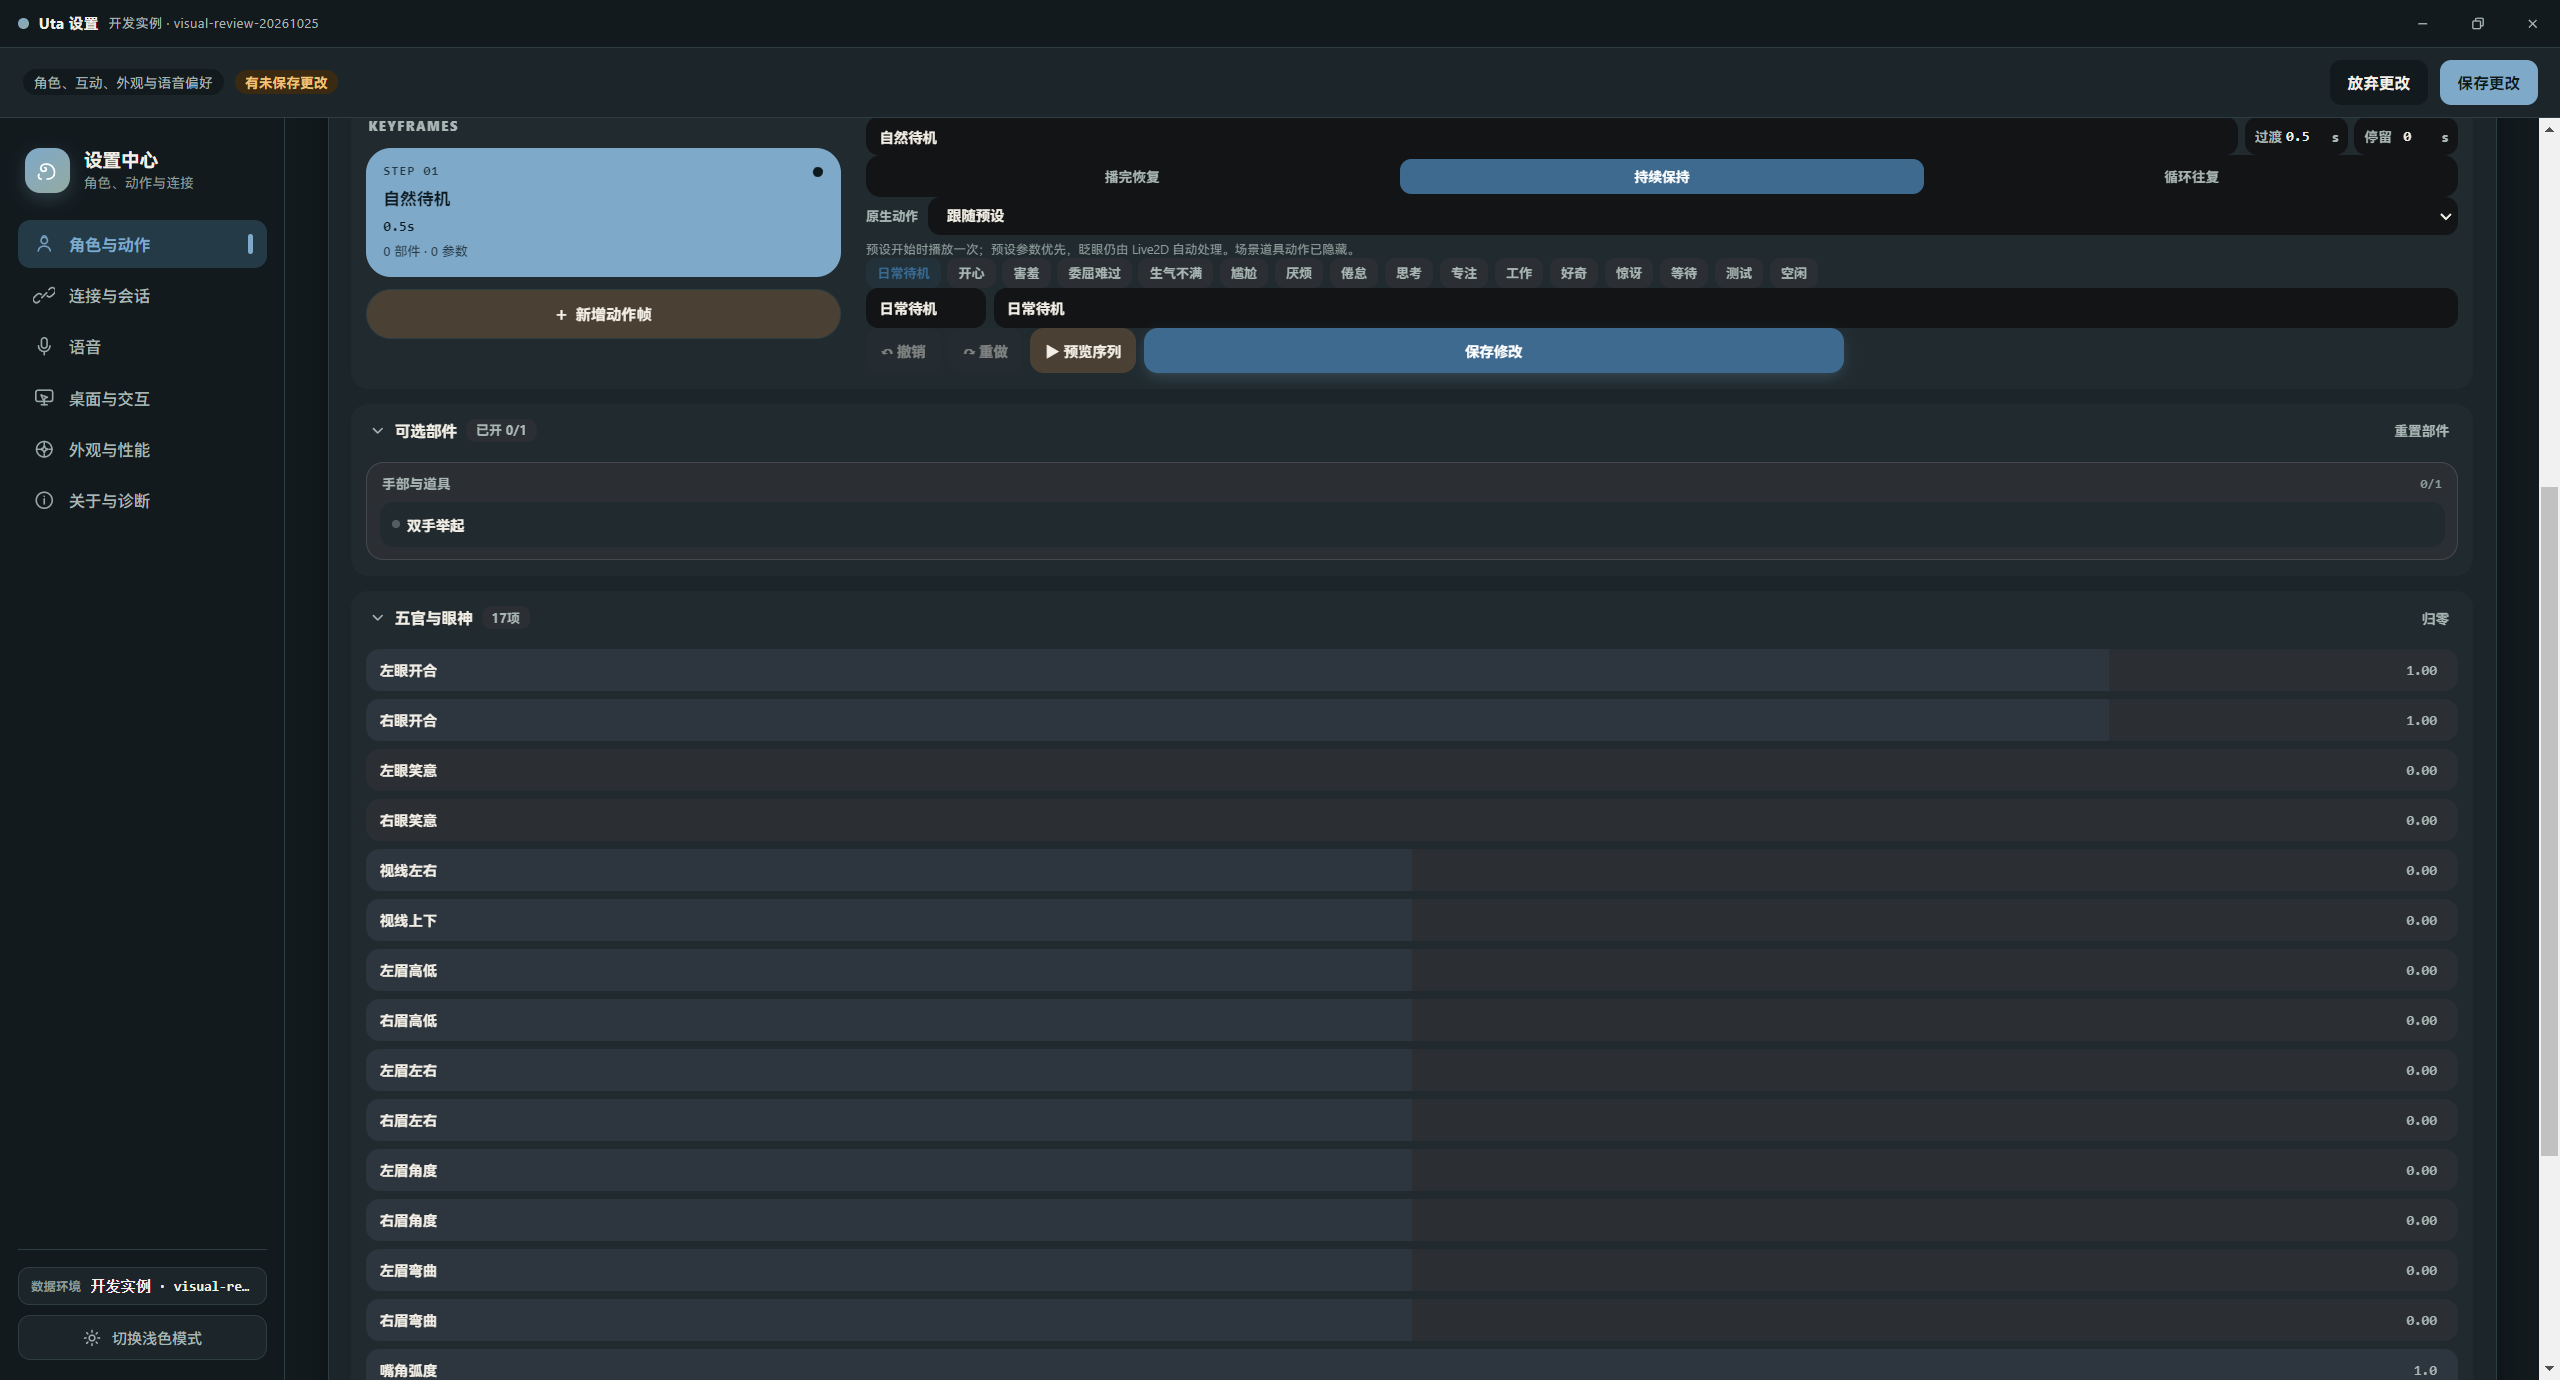 Uta 设置 开发实例 · visual-review-20261025
角色、互动、外观与语音偏好 有未保存更改 放弃更改 保存更改
设置中心
角色、动作与连接
角色与动作
连接与会话
语音
桌面与交互
外观与性能
关于与诊断
数据环境 开发实例 · visual-re…
切换浅色模式
KEYFRAMES
STEP 01
自然待机
0.5s
0 部件 · 0 参数
+ 新增动作帧
自然待机 过渡 0.5 s 停留 0 s
播完恢复 持续保持 循环往复
原生动作 跟随预设
预设开始时播放一次；预设参数优先，眨眼仍由 Live2D 自动处理。场景道具动作已隐藏。
日常待机 开心 害羞 委屈难过 生气不满 尴尬 厌烦 倦怠 思考 专注 工作 好奇 惊讶 等待 测试 空闲
日常待机 日常待机
↶ 撤销 ↷ 重做 ▶ 预览序列 保存修改
可选部件 已开 0/1 重置部件
手部与道具 0/1
双手举起
五官与眼神 17项 归零
左眼开合 1.00
右眼开合 1.00
左眼笑意 0.00
右眼笑意 0.00
视线左右 0.00
视线上下 0.00
左眉高低 0.00
右眉高低 0.00
左眉左右 0.00
右眉左右 0.00
左眉角度 0.00
右眉角度 0.00
左眉弯曲 0.00
右眉弯曲 0.00
嘴角弧度 1.0